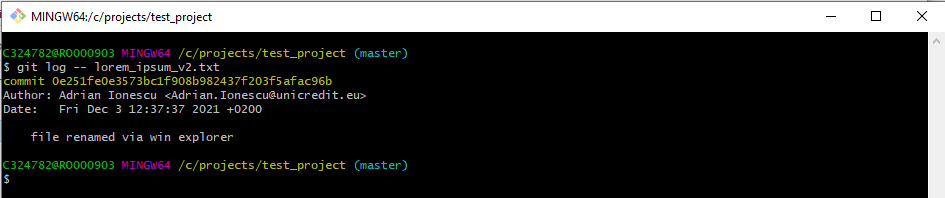 MINGW64:/c/projects/test_project
C324782@RO000903 MINGW64 /c/projects/test_project (master)
$ git log -- lorem_ipsum_v2.txt
commit 0e251fe0e3573bc1f908b982437f203f5afac96b
Author: Adrian Ionescu <Adrian.Ionescu@unicredit.eu>
Date:   Fri Dec 3 12:37:37 2021 +0200
file renamed via win explorer
C324782@RO000903 MINGW64 /c/projects/test_project (master)
$